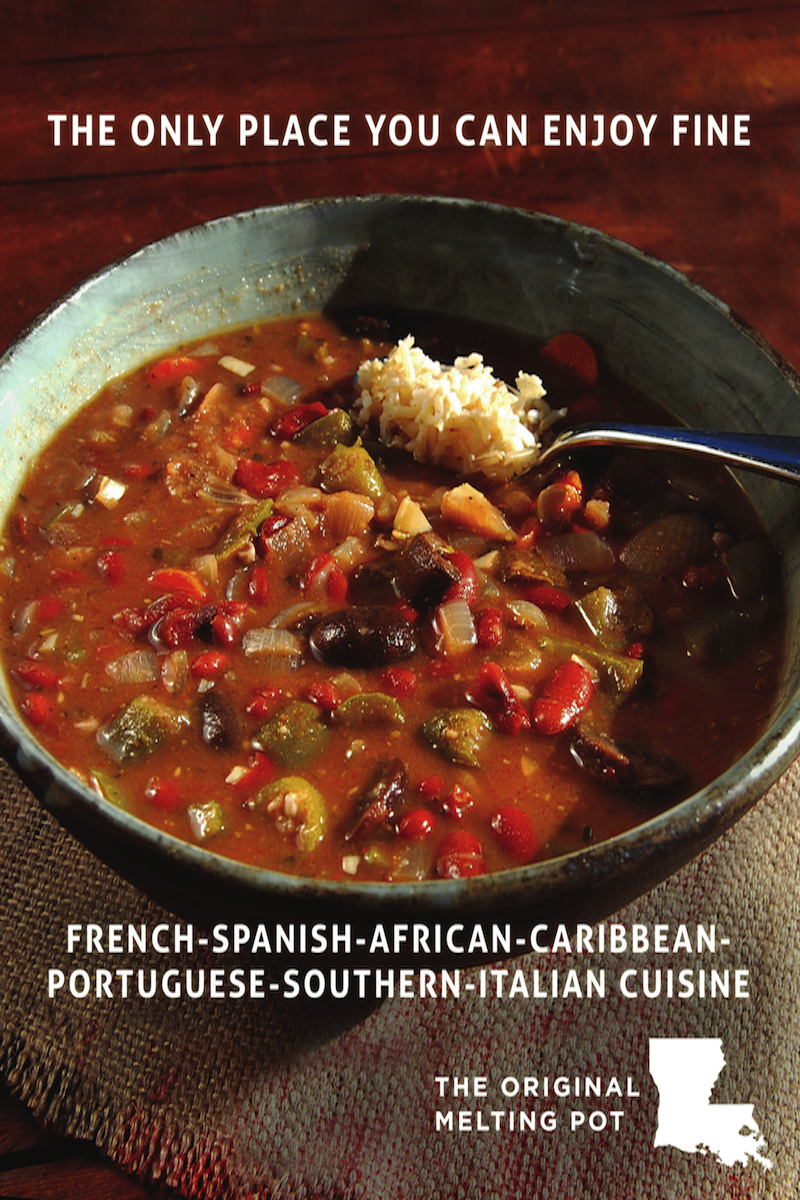 THE ONLY PLACE YOU CAN ENJOY FINE
FRENCH-SPANISH-AFRICAN-CARIBBEAN-
PORTUGUESE-SOUTHERN-ITALIAN CUISINE
THE ORIGINAL
MELTING POT